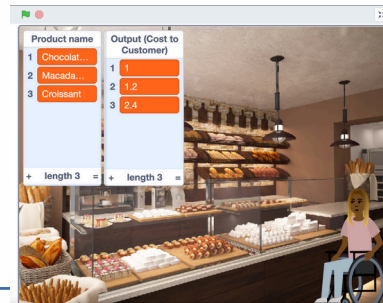 Product name
1 Chocolat...
2 Macada...
3 Croissant
+ length 3 =
Output (Cost to
Customer)
1 1
2 1.2
3 2.4
+ length 3 =